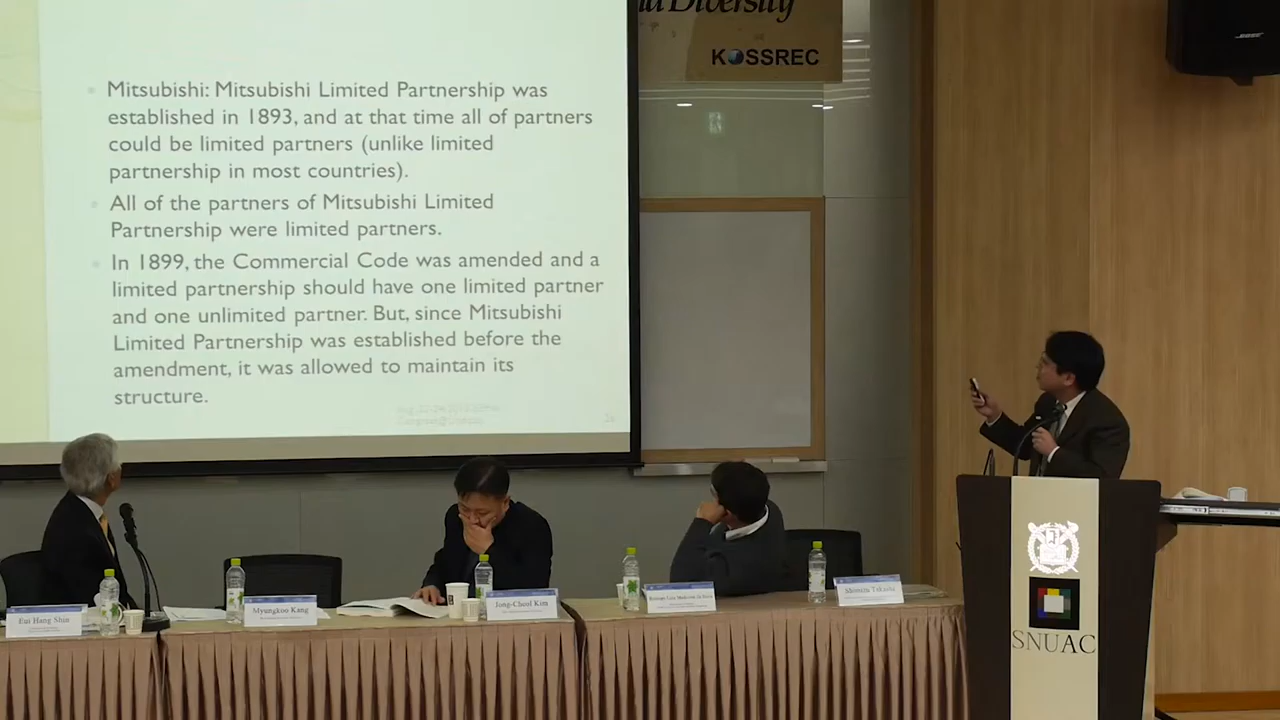 nd Diversity
KOSSREC
BOSE
Mitsubishi: Mitsubishi Limited Partnership was
established in 1893, and at that time all of partners
could be limited partners (unlike limited
partnership in most countries).
All of the partners of Mitsubishi Limited
Partnership were limited partners.
In 1899, the Commercial Code was amended and a
limited partnership should have one limited partner
and one unlimited partner. But, since Mitsubishi
Limited Partnership was established before the
amendment, it was allowed to maintain its
structure.
Eui Hang Shin
Myungkoo Kang
Jong-Cheol Kim
Shimizu Takashi
SNUAC